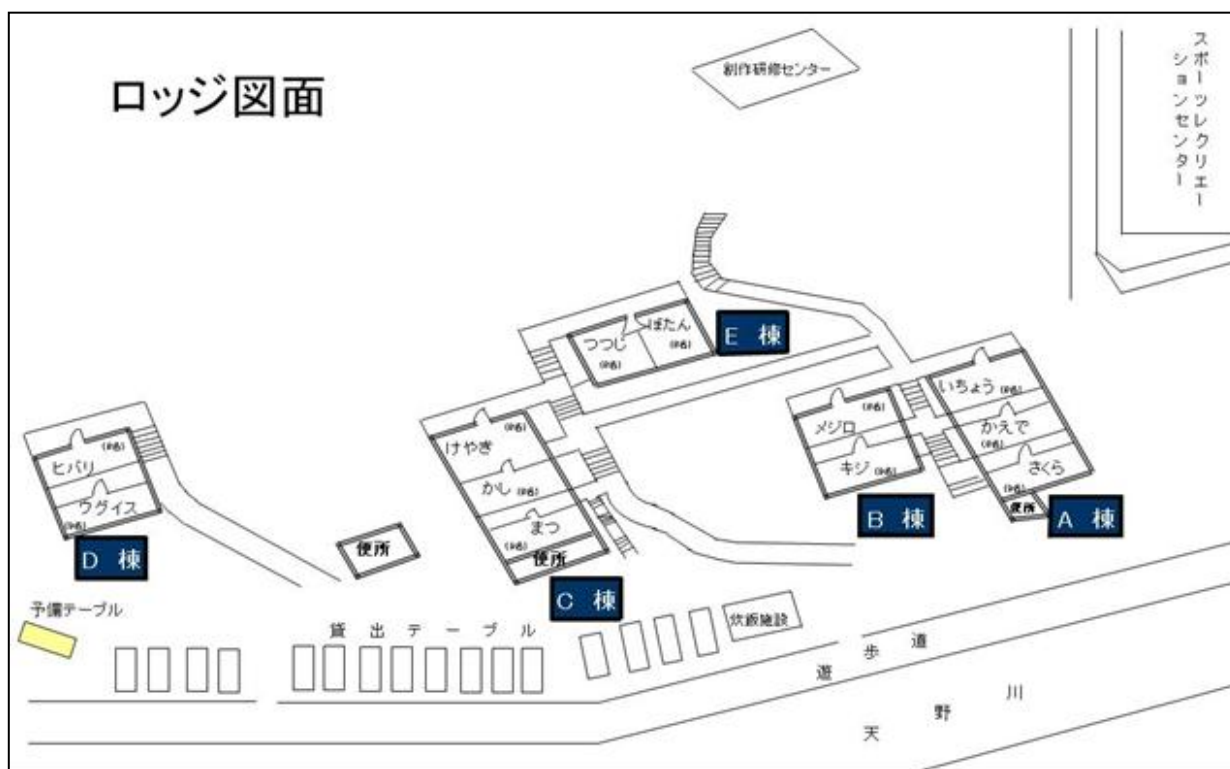 ロッジ図面
創作研修センター
スポーツレクリエー
ションセンター
つつじ
ぼたん
E 棟
いちょう
かえで
さくら
便所
A 棟
メジロ
キジ
B 棟
けやき
かし
まつ
便所
C 棟
ヒバリ
ウグイス
D 棟
便所
予備テーブル
貸出テーブル
炊飯施設
遊歩道
天野川